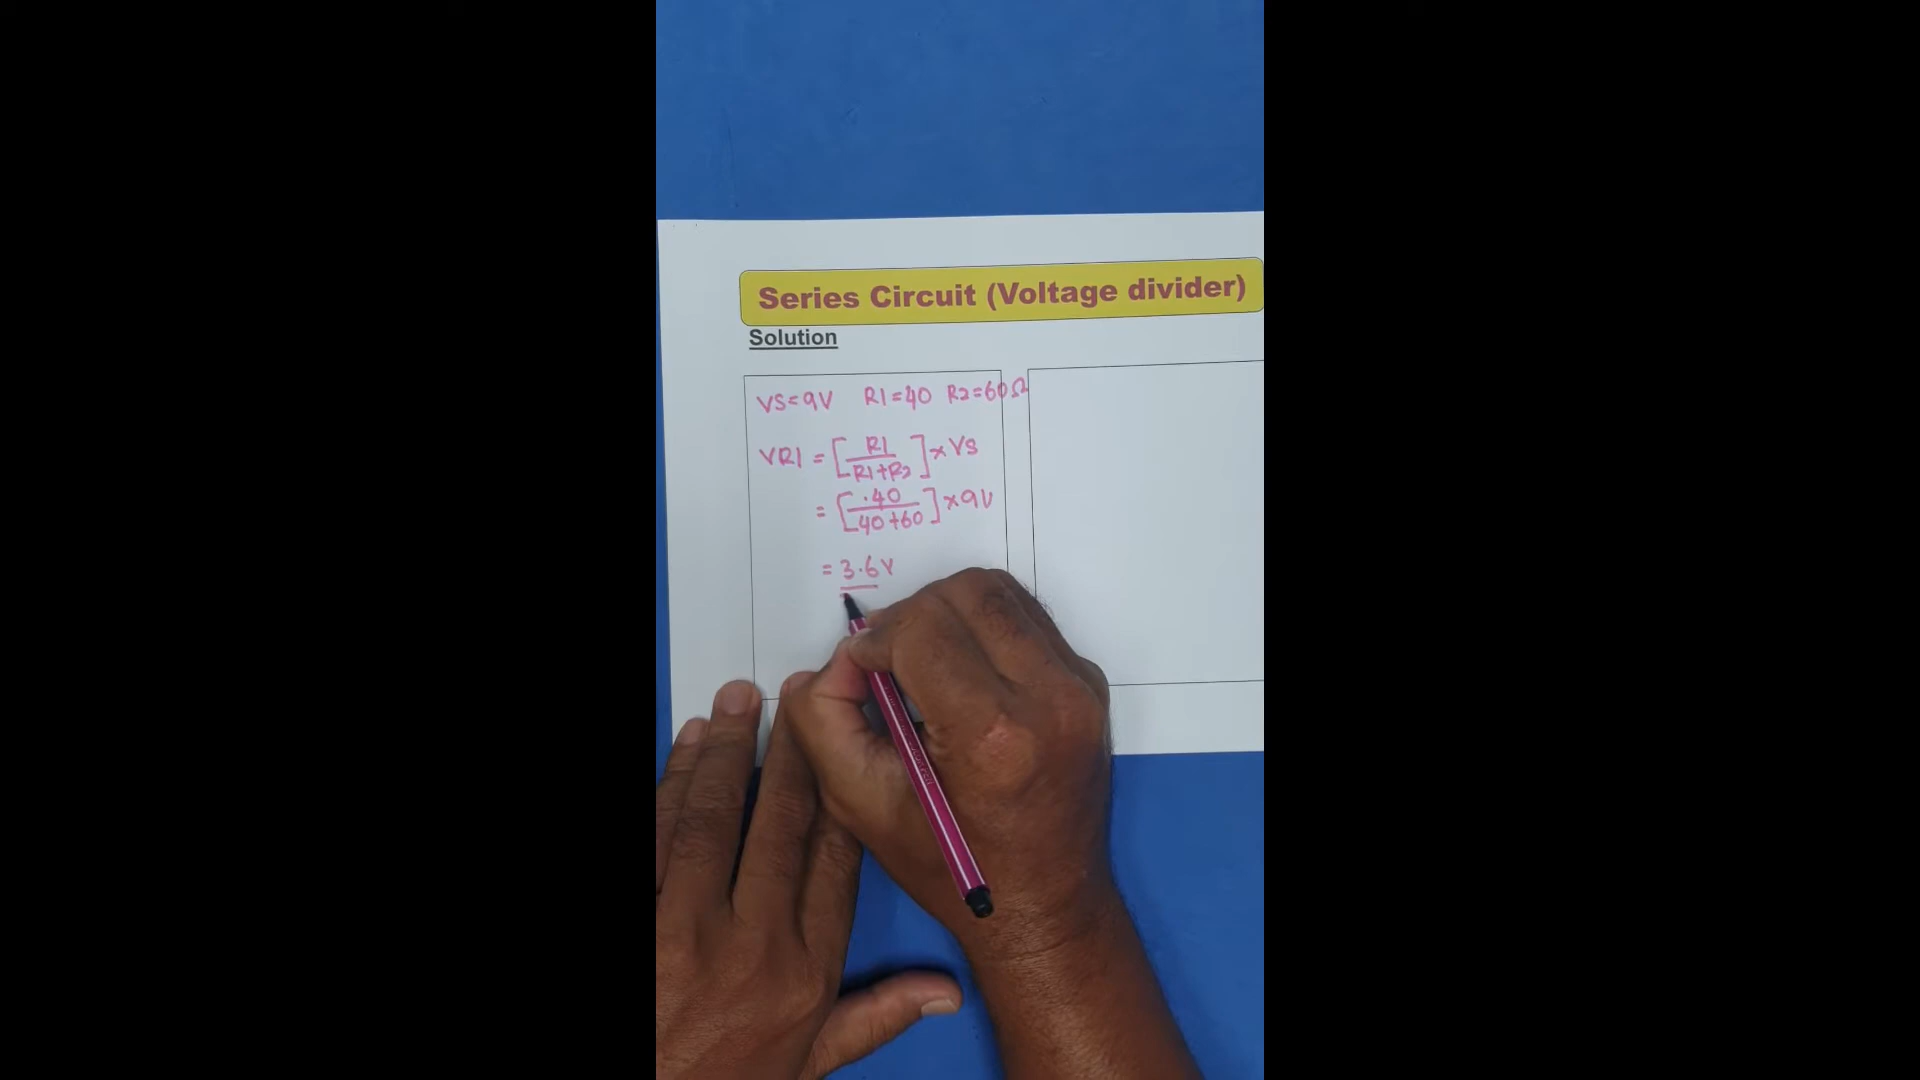 Series Circuit (Voltage divider)
Solution
VS=9V R1=40 R2=60Ω
VR1 = [R1/R1+R2] × VS
= [.40/40+60] × 9V
= 3.6V